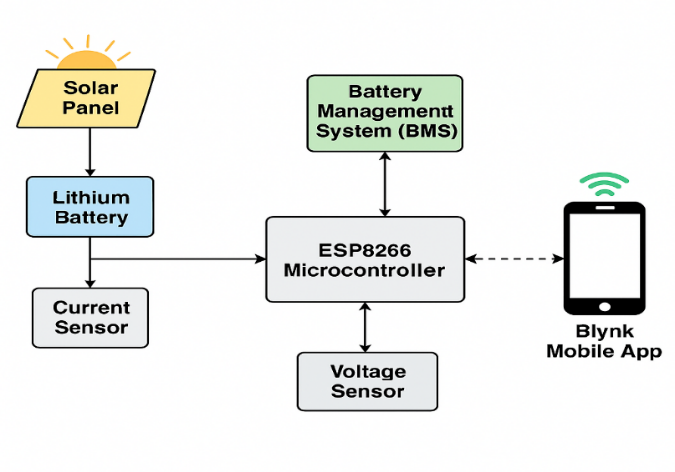 Solar
Panel
Battery
Managementt
System (BMS)
Lithium
Battery
ESP8266
Microcontroller
Current
Sensor
Blynk
Mobile App
Voltage
Sensor